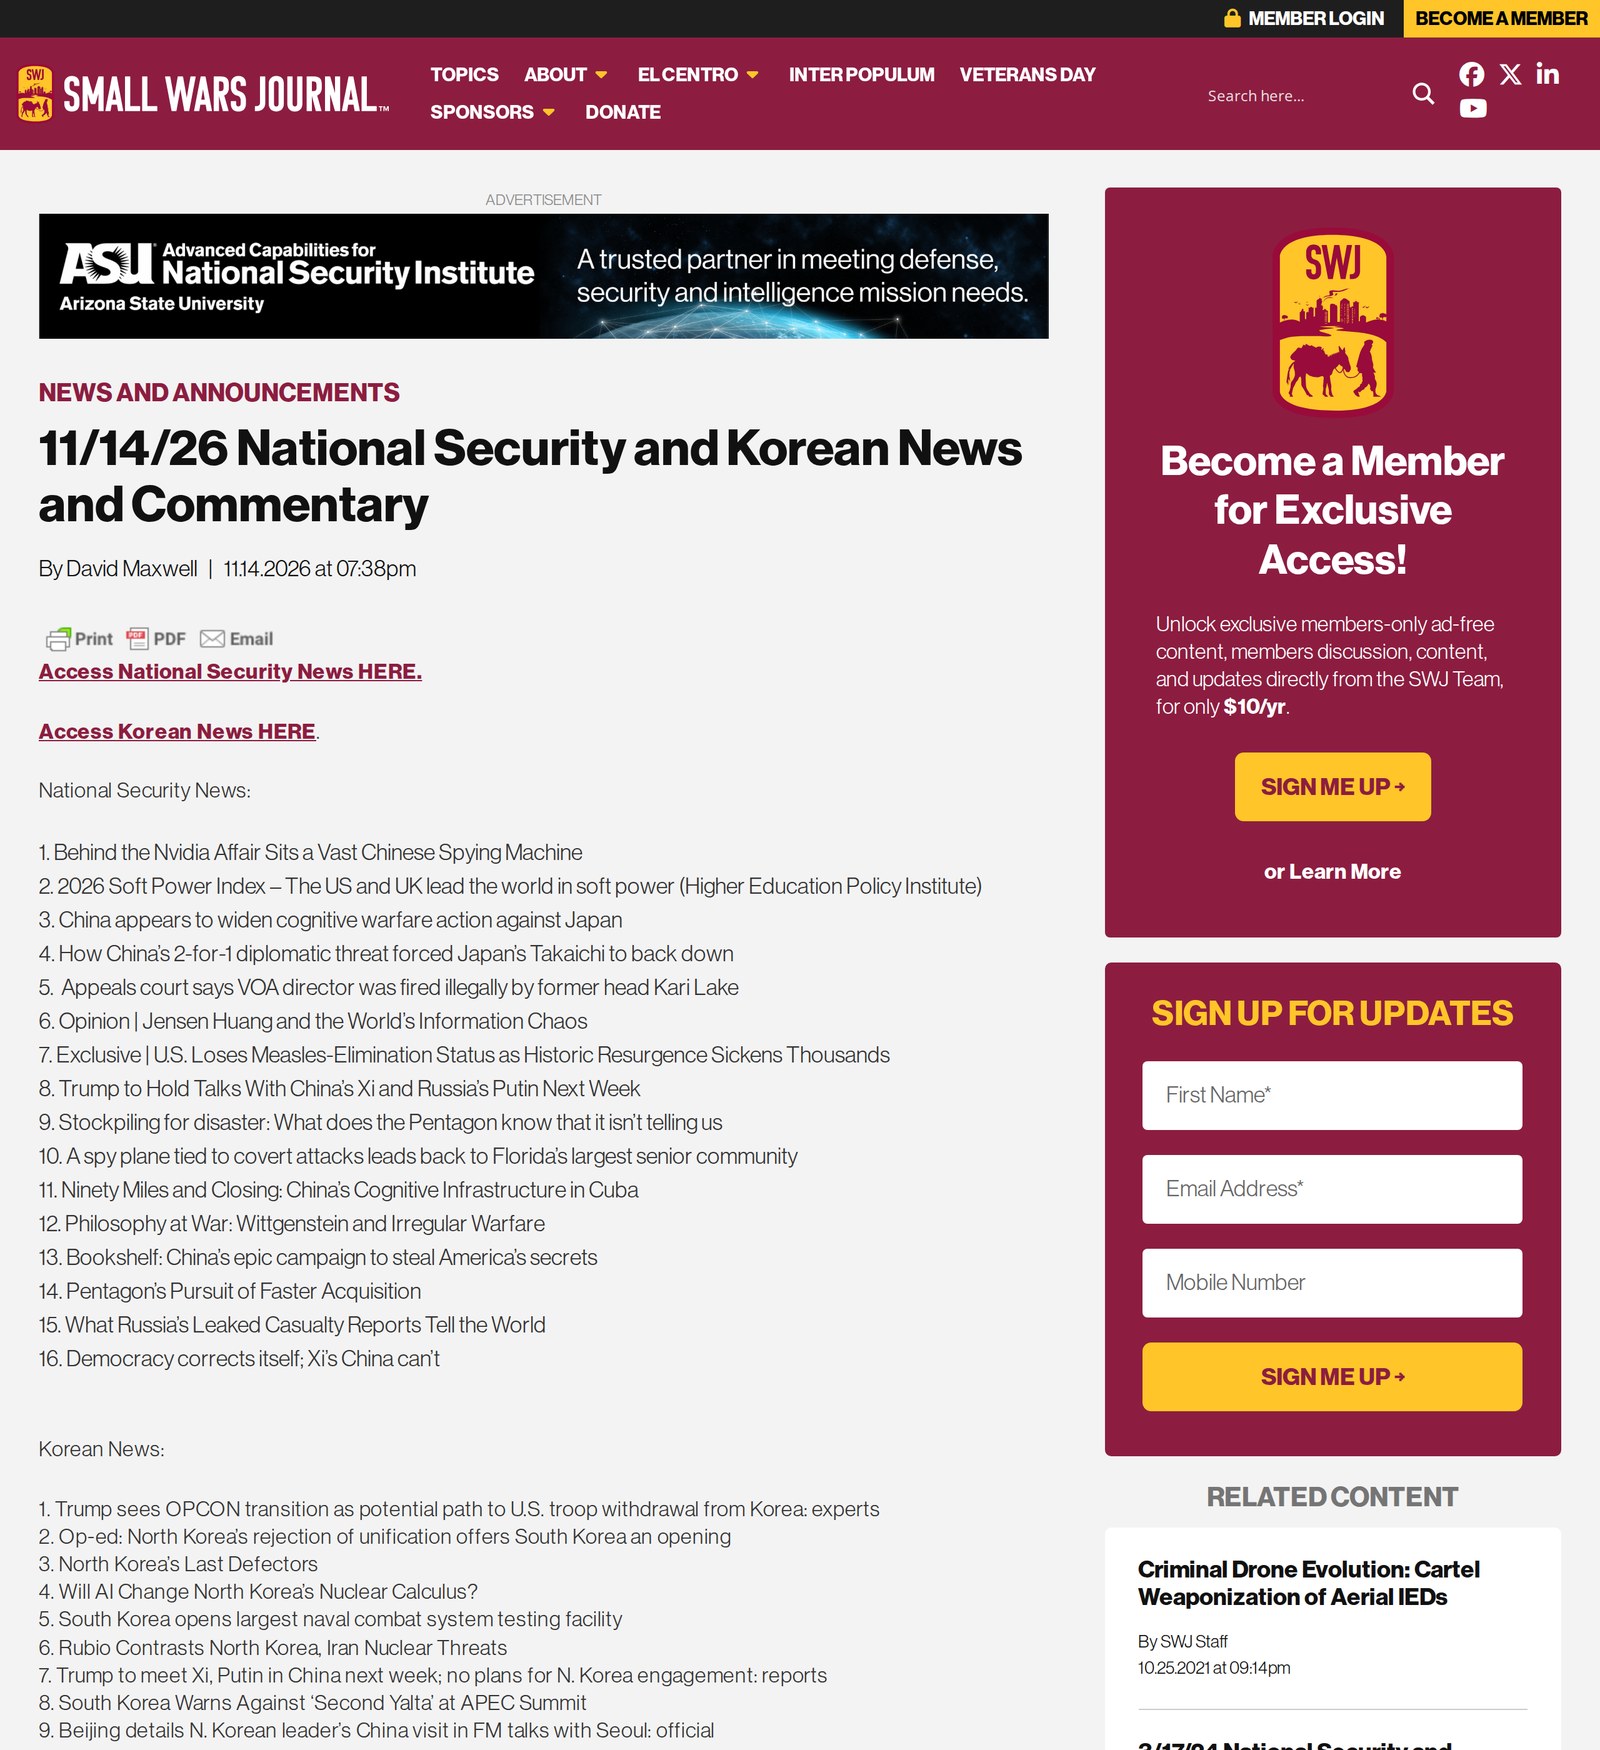 MEMBER LOGIN
BECOME A MEMBER
SWJ
SMALL WARS JOURNAL™
TOPICS ABOUT EL CENTRO INTER POPULUM VETERANS DAY
SPONSORS DONATE
Search here...
ADVERTISEMENT
ASU Advanced Capabilities for
National Security Institute
Arizona State University
A trusted partner in meeting defense,
security and intelligence mission needs.
NEWS AND ANNOUNCEMENTS
11/14/26 National Security and Korean News
and Commentary
By David Maxwell | 11.14.2026 at 07:38pm
Print PDF Email
Access National Security News HERE.
Access Korean News HERE.
National Security News:
1. Behind the Nvidia Affair Sits a Vast Chinese Spying Machine
2. 2026 Soft Power Index – The US and UK lead the world in soft power (Higher Education Policy Institute)
3. China appears to widen cognitive warfare action against Japan
4. How China’s 2-for-1 diplomatic threat forced Japan’s Takaichi to back down
5. Appeals court says VOA director was fired illegally by former head Kari Lake
6. Opinion | Jensen Huang and the World’s Information Chaos
7. Exclusive | U.S. Loses Measles-Elimination Status as Historic Resurgence Sickens Thousands
8. Trump to Hold Talks With China’s Xi and Russia’s Putin Next Week
9. Stockpiling for disaster: What does the Pentagon know that it isn’t telling us
10. A spy plane tied to covert attacks leads back to Florida’s largest senior community
11. Ninety Miles and Closing: China’s Cognitive Infrastructure in Cuba
12. Philosophy at War: Wittgenstein and Irregular Warfare
13. Bookshelf: China’s epic campaign to steal America’s secrets
14. Pentagon’s Pursuit of Faster Acquisition
15. What Russia’s Leaked Casualty Reports Tell the World
16. Democracy corrects itself; Xi’s China can’t
Korean News:
1. Trump sees OPCON transition as potential path to U.S. troop withdrawal from Korea: experts
2. Op-ed: North Korea’s rejection of unification offers South Korea an opening
3. North Korea’s Last Defectors
4. Will AI Change North Korea’s Nuclear Calculus?
5. South Korea opens largest naval combat system testing facility
6. Rubio Contrasts North Korea, Iran Nuclear Threats
7. Trump to meet Xi, Putin in China next week; no plans for N. Korea engagement: reports
8. South Korea Warns Against ‘Second Yalta’ at APEC Summit
9. Beijing details N. Korean leader’s China visit in FM talks with Seoul: official
SWJ
Become a Member
for Exclusive
Access!
Unlock exclusive members-only ad-free
content, members discussion, content,
and updates directly from the SWJ Team,
for only $10/yr.
SIGN ME UP →
or Learn More
SIGN UP FOR UPDATES
First Name*
Email Address*
Mobile Number
SIGN ME UP →
RELATED CONTENT
Criminal Drone Evolution: Cartel
Weaponization of Aerial IEDs
By SWJ Staff
10.25.2021 at 09:14pm
3/17/24 National Security and